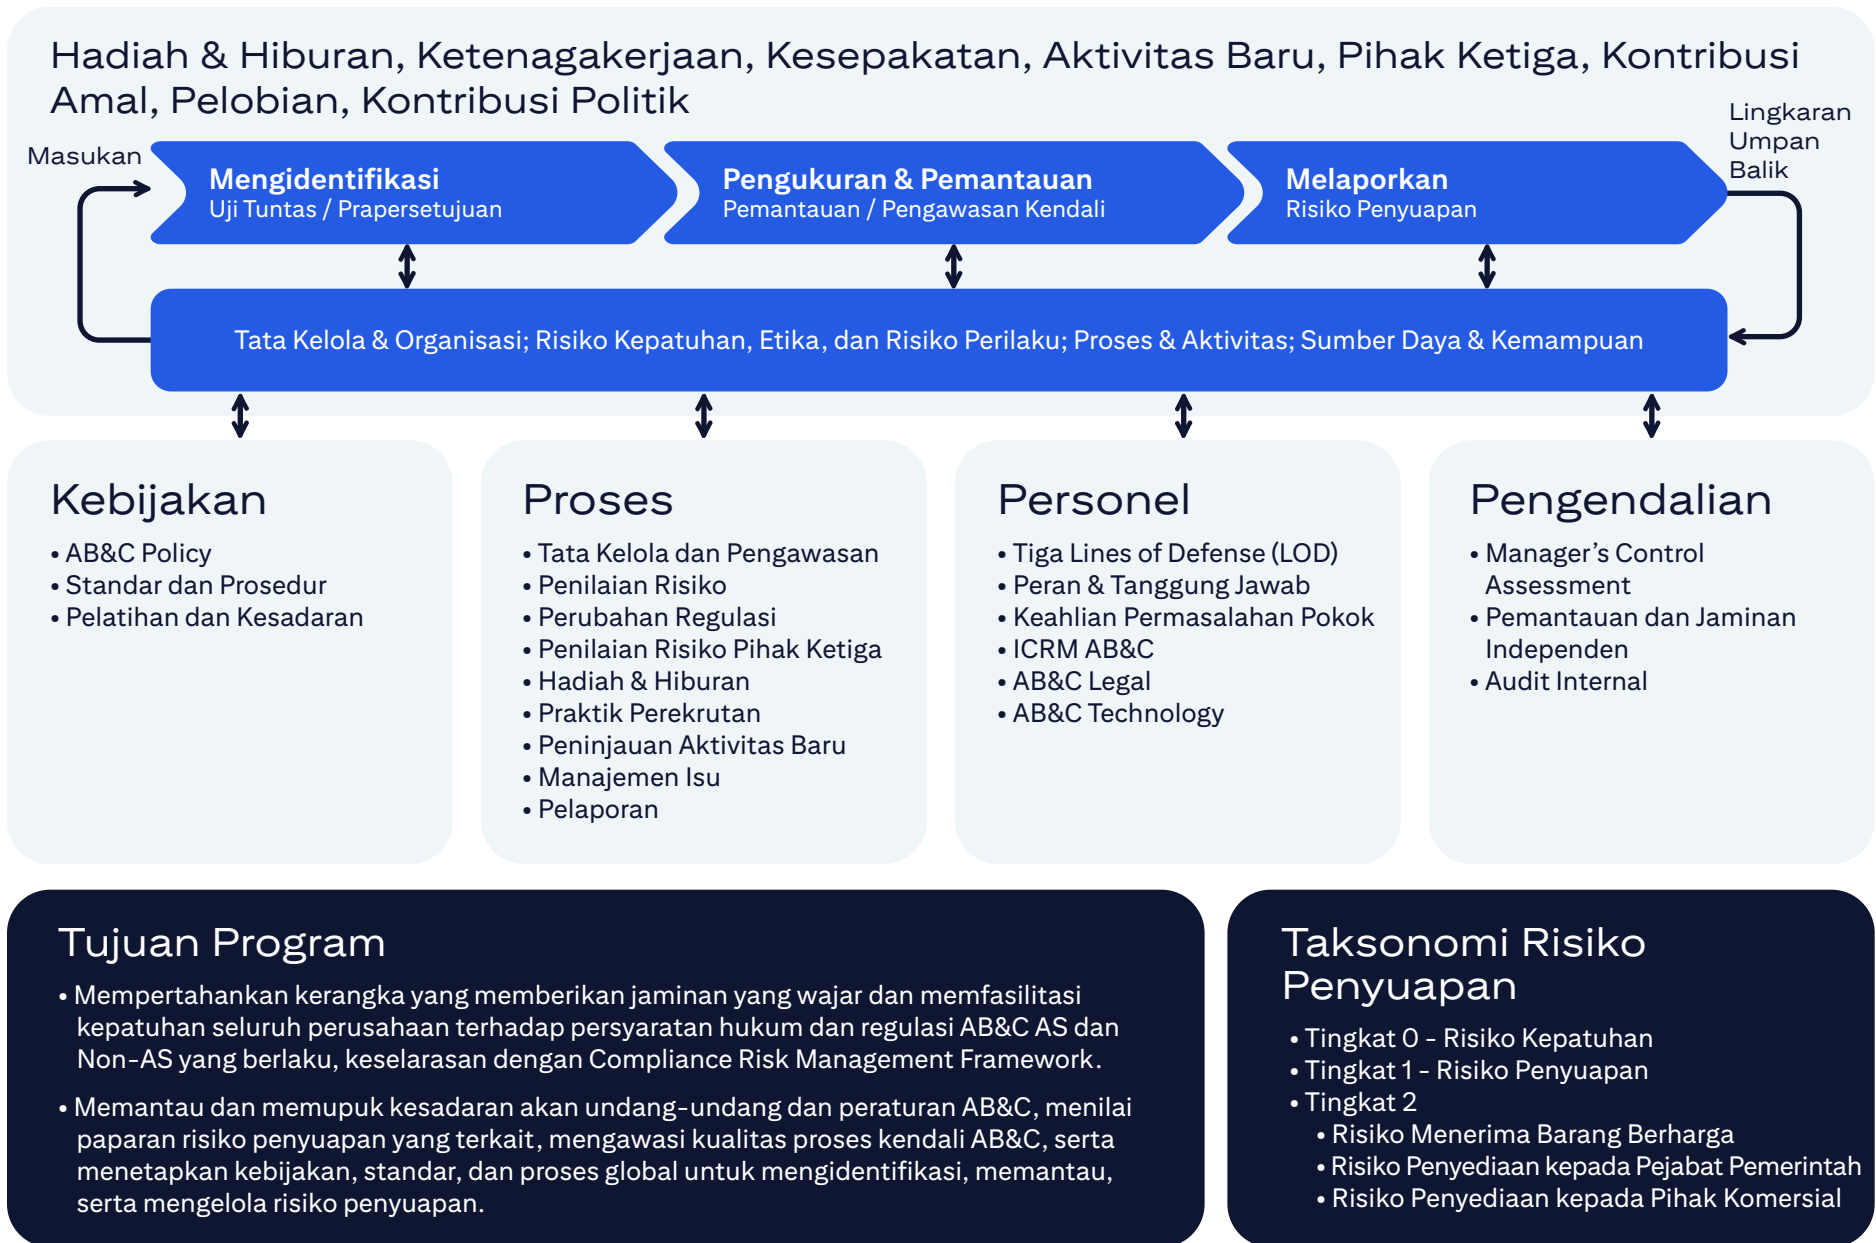 Hadiah & Hiburan, Ketenagakerjaan, Kesepakatan, Aktivitas Baru, Pihak Ketiga, Kontribusi
Amal, Pelobian, Kontribusi Politik
Masukan
Lingkaran
Umpan
Balik
Mengidentifikasi
Uji Tuntas / Prapersetujuan
Pengukuran & Pemantauan
Pemantauan / Pengawasan Kendali
Melaporkan
Risiko Penyuapan
Tata Kelola & Organisasi; Risiko Kepatuhan, Etika, dan Risiko Perilaku; Proses & Aktivitas; Sumber Daya & Kemampuan
Kebijakan
• AB&C Policy
• Standar dan Prosedur
• Pelatihan dan Kesadaran
Proses
• Tata Kelola dan Pengawasan
• Penilaian Risiko
• Perubahan Regulasi
• Penilaian Risiko Pihak Ketiga
• Hadiah & Hiburan
• Praktik Perekrutan
• Peninjauan Aktivitas Baru
• Manajemen Isu
• Pelaporan
Personel
• Tiga Lines of Defense (LOD)
• Peran & Tanggung Jawab
• Keahlian Permasalahan Pokok
• ICRM AB&C
• AB&C Legal
• AB&C Technology
Pengendalian
• Manager’s Control
Assessment
• Pemantauan dan Jaminan
Independen
• Audit Internal
Tujuan Program
• Mempertahankan kerangka yang memberikan jaminan yang wajar dan memfasilitasi
kepatuhan seluruh perusahaan terhadap persyaratan hukum dan regulasi AB&C AS dan
Non-AS yang berlaku, keselarasan dengan Compliance Risk Management Framework.
• Memantau dan memupuk kesadaran akan undang-undang dan peraturan AB&C, menilai
paparan risiko penyuapan yang terkait, mengawasi kualitas proses kendali AB&C, serta
menetapkan kebijakan, standar, dan proses global untuk mengidentifikasi, memantau,
serta mengelola risiko penyuapan.
Taksonomi Risiko
Penyuapan
• Tingkat 0 - Risiko Kepatuhan
• Tingkat 1 - Risiko Penyuapan
• Tingkat 2
• Risiko Menerima Barang Berharga
• Risiko Penyediaan kepada Pejabat Pemerintah
• Risiko Penyediaan kepada Pihak Komersial